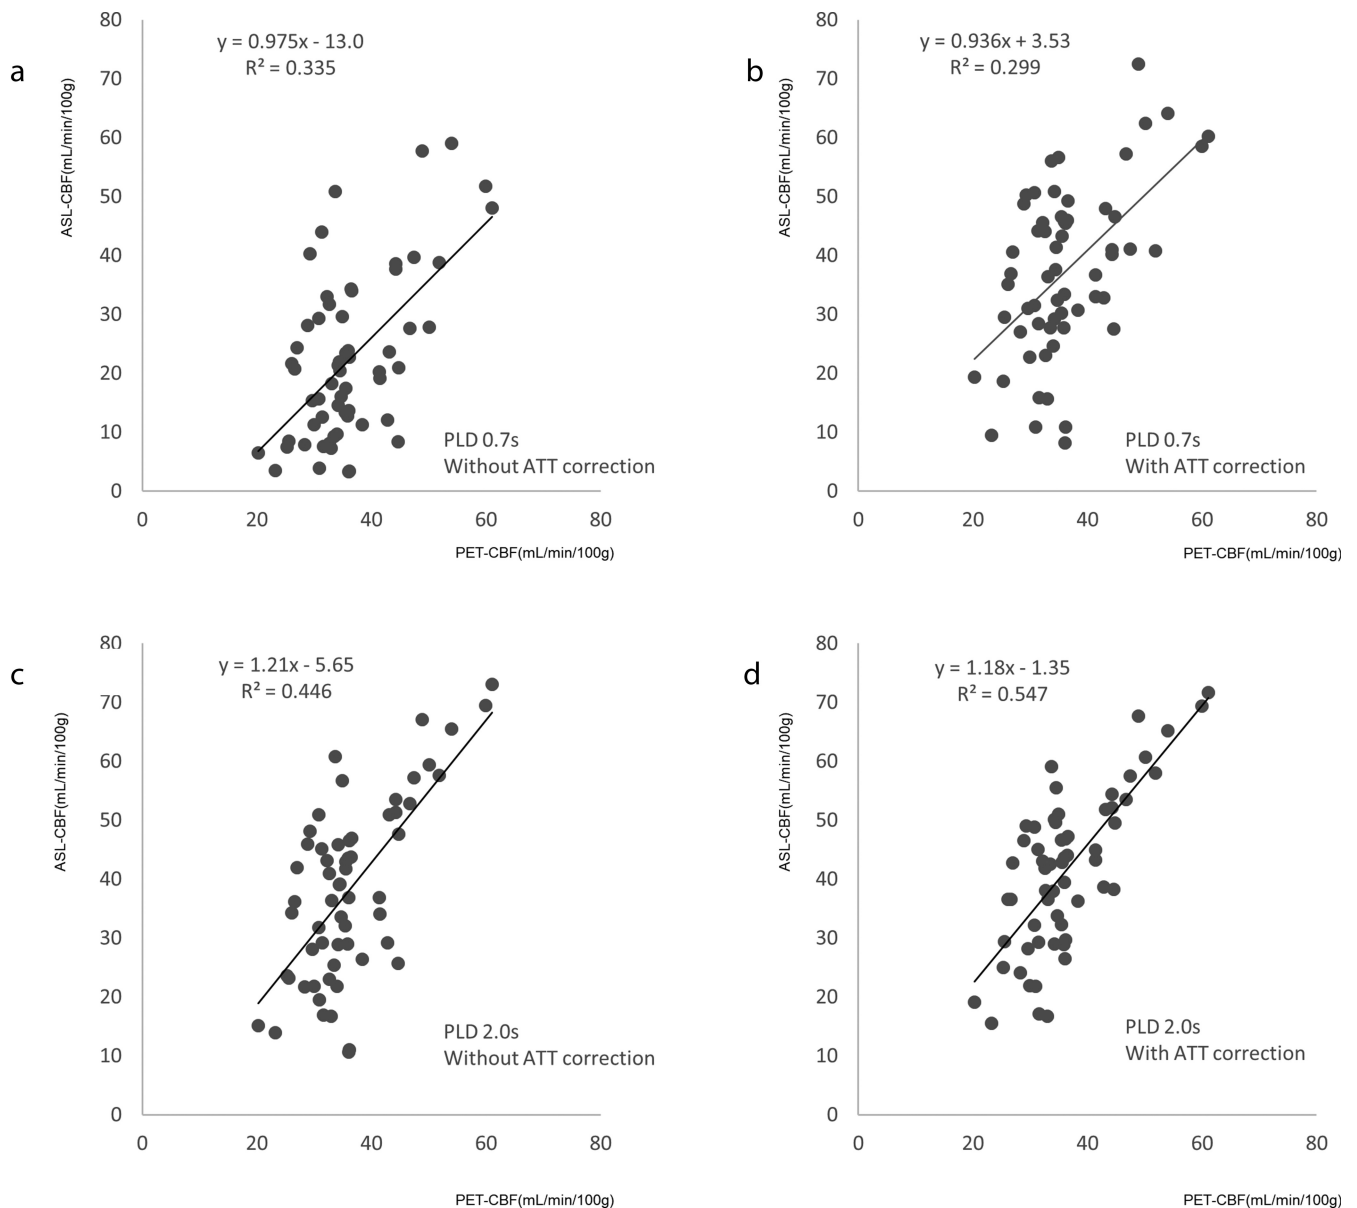 a
y = 0.975x - 13.0
R² = 0.335
ASL-CBF(mL/min/100g)
80
70
60
50
40
30
20
10
0
PLD 0.7s
Without ATT correction
0 20 40 60 80
PET-CBF(mL/min/100g)
b
y = 0.936x + 3.53
R² = 0.299
ASL-CBF(mL/min/100g)
80
70
60
50
40
30
20
10
0
PLD 0.7s
With ATT correction
0 20 40 60 80
PET-CBF(mL/min/100g)
c
y = 1.21x - 5.65
R² = 0.446
ASL-CBF(mL/min/100g)
80
70
60
50
40
30
20
10
0
PLD 2.0s
Without ATT correction
0 20 40 60 80
PET-CBF(mL/min/100g)
d
y = 1.18x - 1.35
R² = 0.547
ASL-CBF(mL/min/100g)
80
70
60
50
40
30
20
10
0
PLD 2.0s
With ATT correction
0 20 40 60 80
PET-CBF(mL/min/100g)